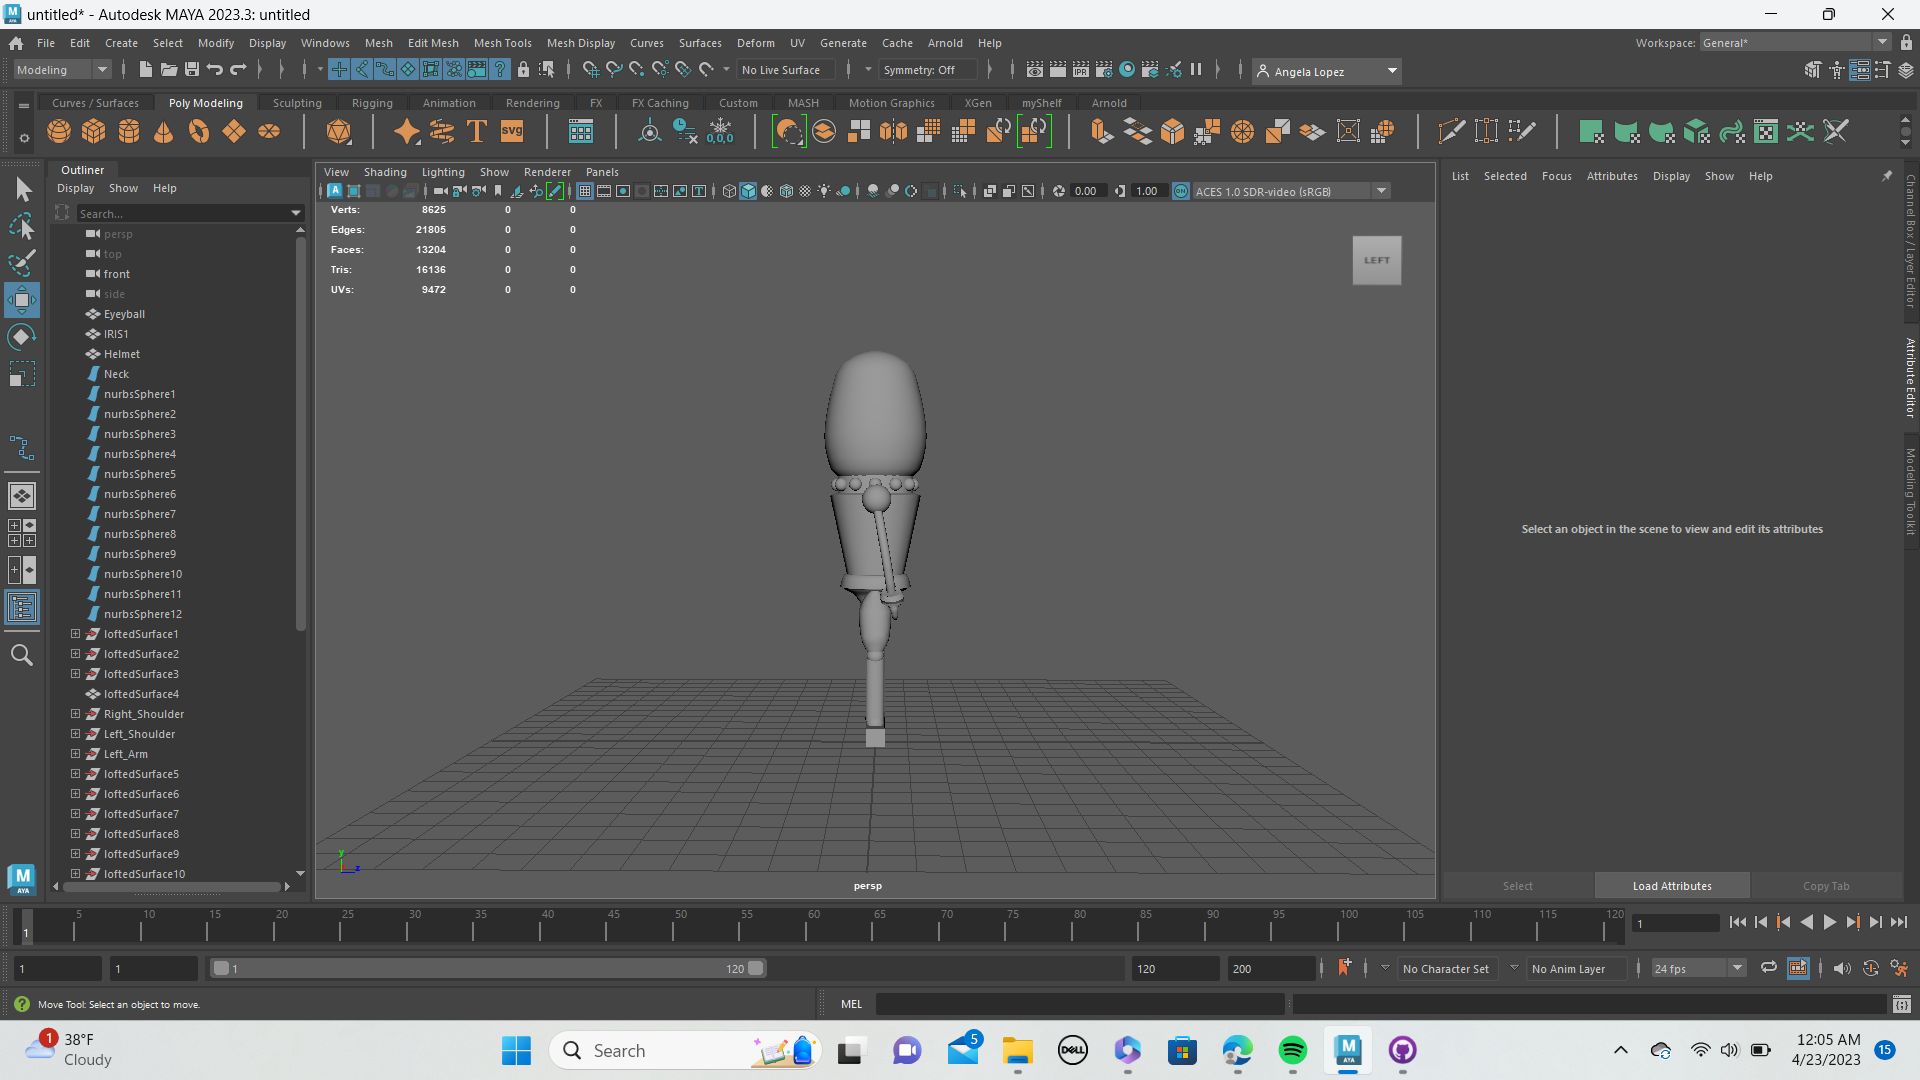 untitled* - Autodesk MAYA 2023.3: untitled
File Edit Create Select Modify Display Windows Mesh Edit Mesh Mesh Tools Mesh Display Curves Surfaces Deform UV Generate Cache Arnold Help
Workspace: General*
Modeling No Live Surface Symmetry: Off Angela Lopez
Curves / Surfaces Poly Modeling Sculpting Rigging Animation Rendering FX FX Caching Custom MASH Motion Graphics XGen myShelf Arnold
Outliner
Display Show Help
Search...
persp
top
front
side
Eyeyball
IRIS1
Helmet
Neck
nurbsSphere1
nurbsSphere2
nurbsSphere3
nurbsSphere4
nurbsSphere5
nurbsSphere6
nurbsSphere7
nurbsSphere8
nurbsSphere9
nurbsSphere10
nurbsSphere11
nurbsSphere12
loftedSurface1
loftedSurface2
loftedSurface3
loftedSurface4
Right_Shoulder
Left_Shoulder
Left_Arm
loftedSurface5
loftedSurface6
loftedSurface7
loftedSurface8
loftedSurface9
loftedSurface10
View Shading Lighting Show Renderer Panels
0.00 1.00 ACES 1.0 SDR-video (sRGB)
Verts: 8625 0 0
Edges: 21805 0 0
Faces: 13204 0 0
Tris: 16136 0 0
UVs: 9472 0 0
LEFT
y
z
persp
List Selected Focus Attributes Display Show Help
Select an object in the scene to view and edit its attributes
Select Load Attributes Copy Tab
Channel Box / Layer Editor
Attribute Editor
Modeling Toolkit
1 5 10 15 20 25 30 35 40 45 50 55 60 65 70 75 80 85 90 95 100 105 110 115 120
1
1 1 1 120 120 200 No Character Set No Anim Layer 24 fps
Move Tool: Select an object to move.
MEL
38°F
Cloudy
1
Search
5
DELL
12:05 AM
4/23/2023
15